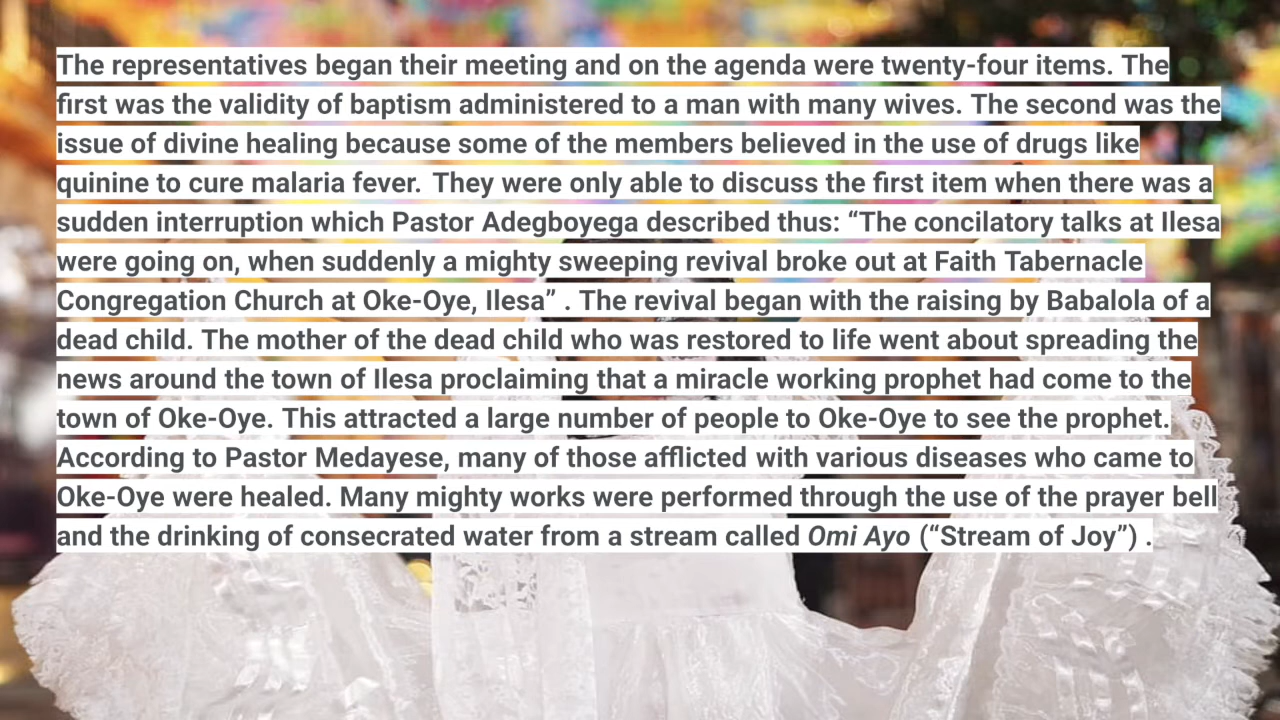 The representatives began their meeting and on the agenda were twenty-four items. The
first was the validity of baptism administered to a man with many wives. The second was the
issue of divine healing because some of the members believed in the use of drugs like
quinine to cure malaria fever. They were only able to discuss the first item when there was a
sudden interruption which Pastor Adegboyega described thus: “The concilatory talks at Ilesa
were going on, when suddenly a mighty sweeping revival broke out at Faith Tabernacle
Congregation Church at Oke-Oye, Ilesa” . The revival began with the raising by Babalola of a
dead child. The mother of the dead child who was restored to life went about spreading the
news around the town of Ilesa proclaiming that a miracle working prophet had come to the
town of Oke-Oye. This attracted a large number of people to Oke-Oye to see the prophet.
According to Pastor Medayese, many of those afflicted with various diseases who came to
Oke-Oye were healed. Many mighty works were performed through the use of the prayer bell
and the drinking of consecrated water from a stream called Omi Ayo (“Stream of Joy”) .